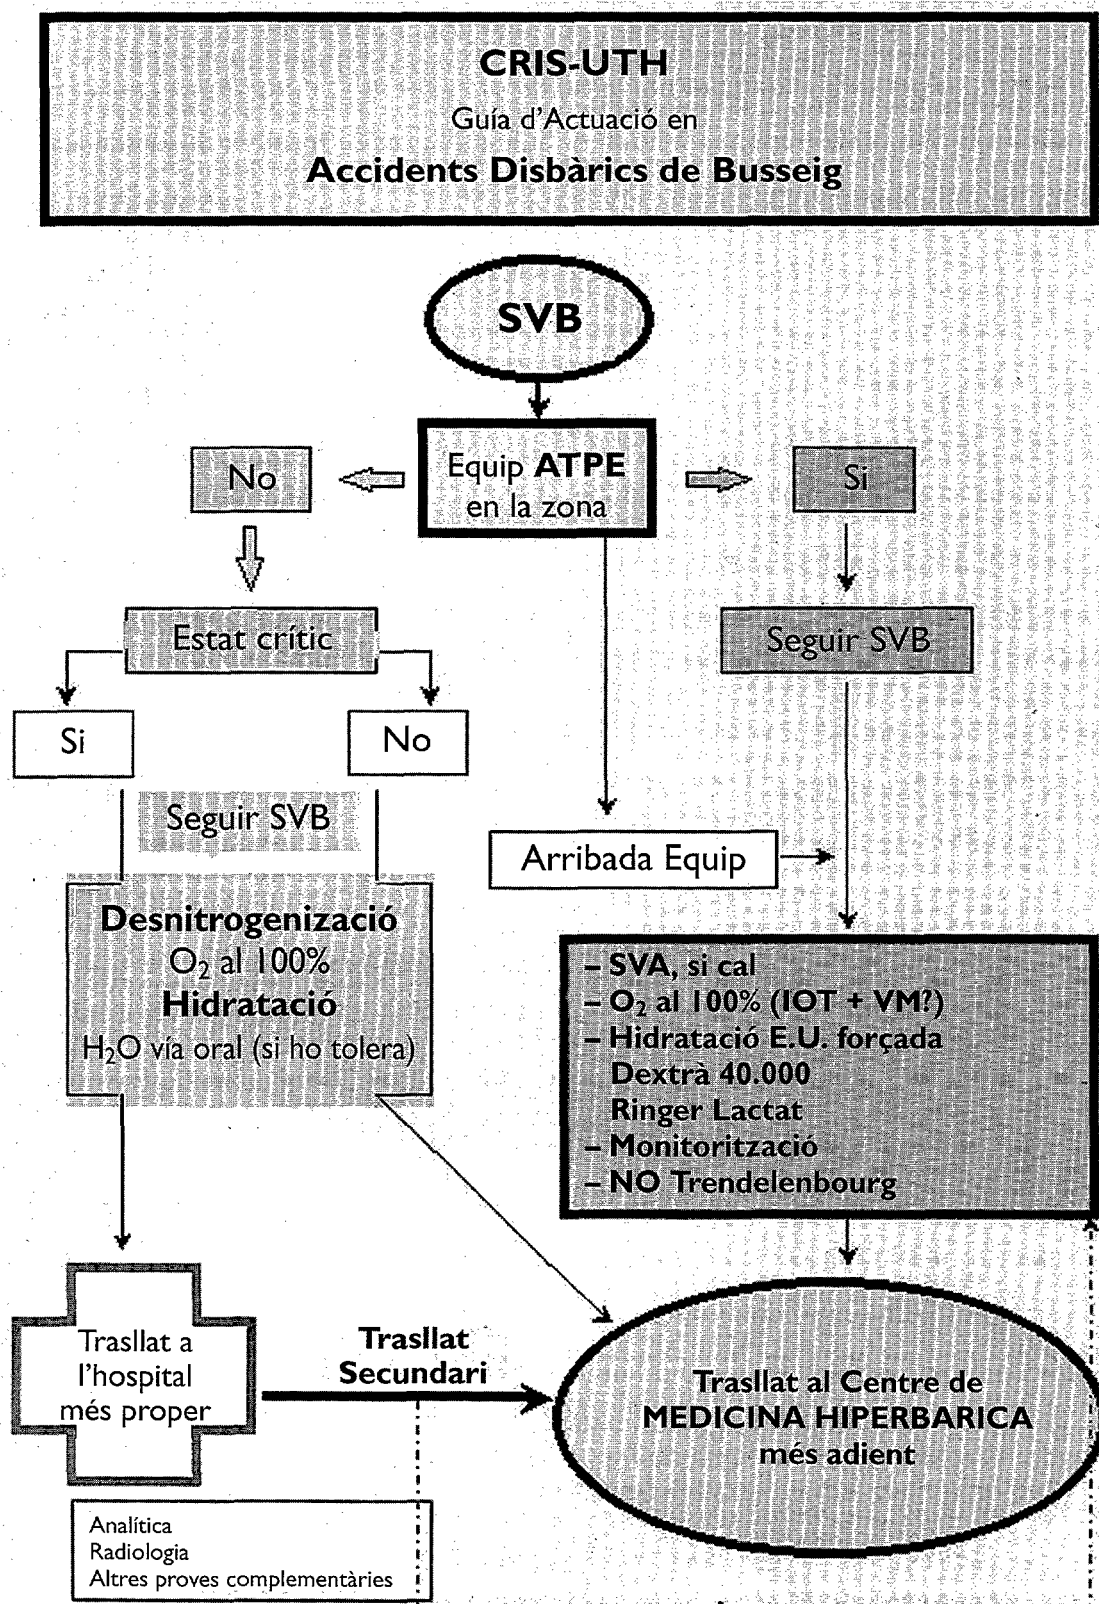 CRIS-UTH
Guía d'Actuació en
Accidents Disbàrics de Busseig
SVB
Equip ATPE
en la zona
No
Si
Estat crític
Seguir SVB
Si
No
Seguir SVB
Arribada Equip
Desnitrogenizació
O₂ al 100%
Hidratació
H₂O vía oral (si ho tolera)
– SVA, si cal
– O₂ al 100% (IOT + VM?)
– Hidratació E.U. forçada
Dextrà 40.000
Ringer Lactat
– Monitorització
– NO Trendelenbourg
Trasllat a
l'hospital
més proper
Trasllat
Secundari
Trasllat al Centre de
MEDICINA HIPERBARICA
més adient
Analítica
Radiologia
Altres proves complementàries